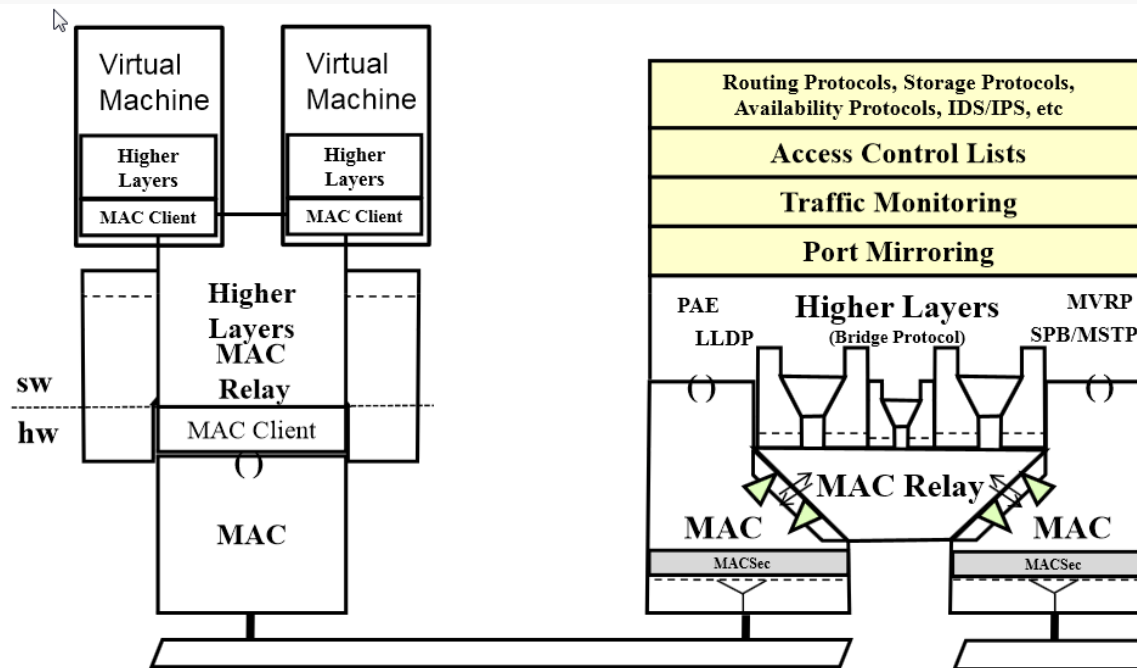 Virtual
Machine
Higher
Layers
MAC Client
Virtual
Machine
Higher
Layers
MAC Client
Higher
Layers
MAC
Relay
sw
hw
MAC Client
( )
MAC
Routing Protocols, Storage Protocols,
Availability Protocols, IDS/IPS, etc
Access Control Lists
Traffic Monitoring
Port Mirroring
PAE
LLDP
Higher Layers
(Bridge Protocol)
MVRP
SPB/MSTP
( )
( )
MAC Relay
MAC
MAC
MACSec
MACSec